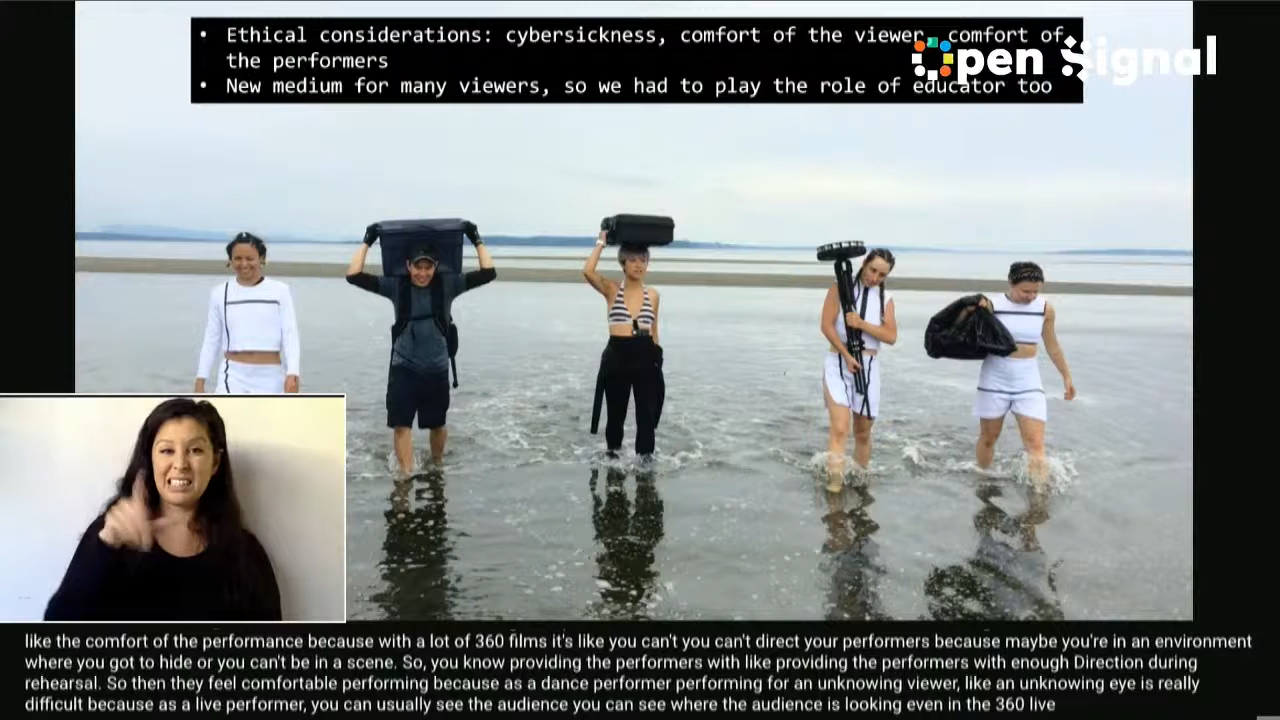 • Ethical considerations: cybersickness, comfort of the viewer, comfort of
the performers
• New medium for many viewers, so we had to play the role of educator too
Open Signal
like the comfort of the performance because with a lot of 360 films it's like you can't you can't direct your performers because maybe you're in an environment
where you got to hide or you can't be in a scene. So, you know providing the performers with like providing the performers with enough Direction during
rehearsal. So then they feel comfortable performing because as a dance performer performing for an unknowing viewer, like an unknowing eye is really
difficult because as a live performer, you can usually see the audience you can see where the audience is looking even in the 360 live